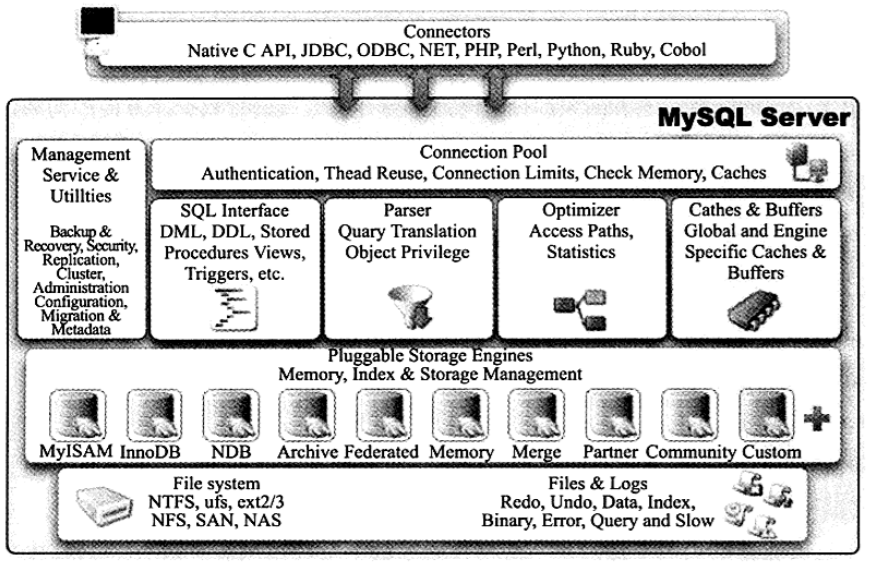 Connectors
Native C API, JDBC, ODBC, NET, PHP, Perl, Python, Ruby, Cobol
MySQL Server
Management
Service &
Utillties
Backup &
Recovery, Security,
Replication,
Cluster,
Administration
Configuration,
Migration &
Metadata
Connection Pool
Authentication, Thead Reuse, Connection Limits, Check Memory, Caches
SQL Interface
DML, DDL, Stored
Procedures Views,
Triggers, etc.
Parser
Quary Translation
Object Privilege
Optimizer
Access Paths,
Statistics
Cathes & Buffers
Global and Engine
Specific Caches &
Buffers
Pluggable Storage Engines
Memory, Index & Storage Management
MyISAM InnoDB NDB Archive Federated Memory Merge Partner Community Custom
File system
NTFS, ufs, ext2/3
NFS, SAN, NAS
Files & Logs
Redo, Undo, Data, Index,
Binary, Error, Query and Slow